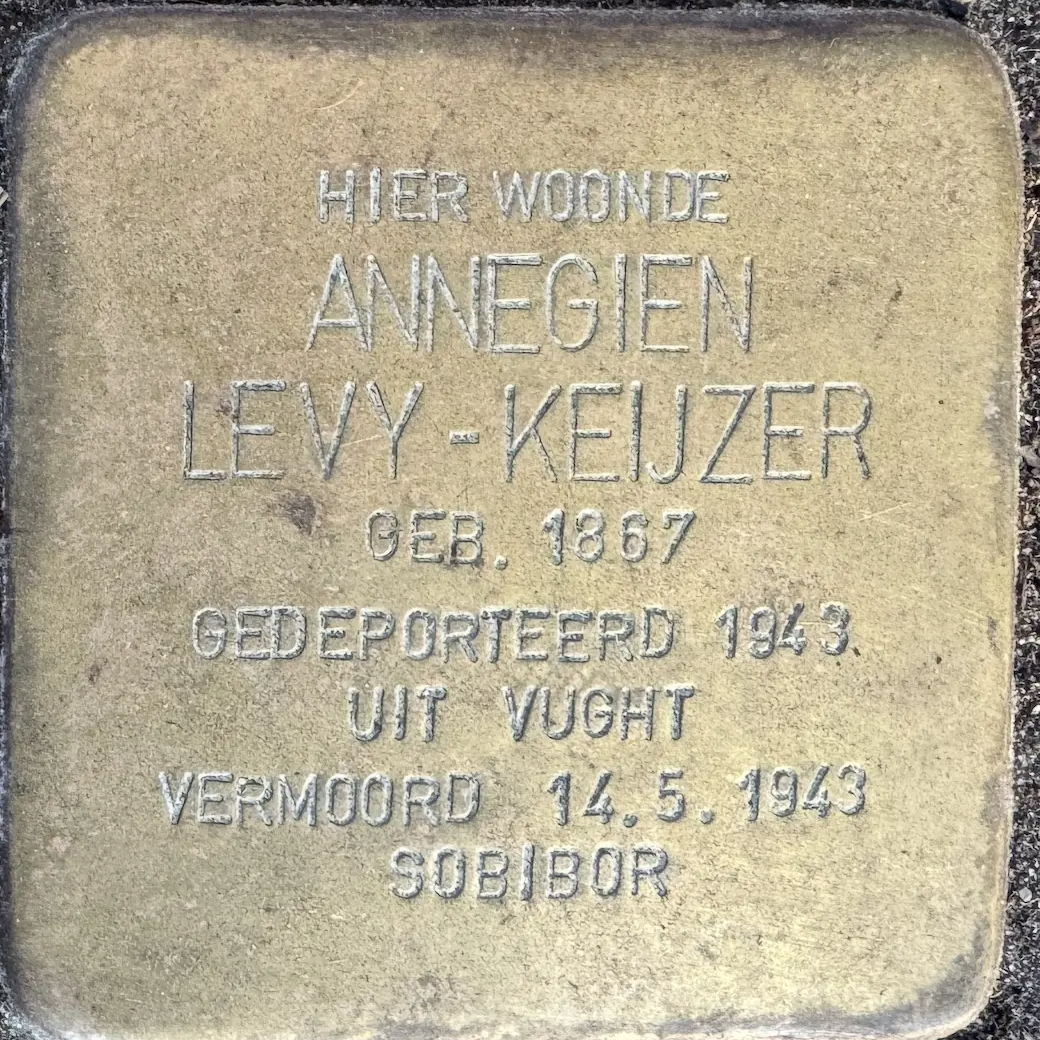 HIER WOONDE
ANNEGIEN
LEVY-KEIJZER
GEB. 1867
GEDEPORTEERD 1943
UIT VUGHT
VERMOORD 14.5.1943
SOBIBOR